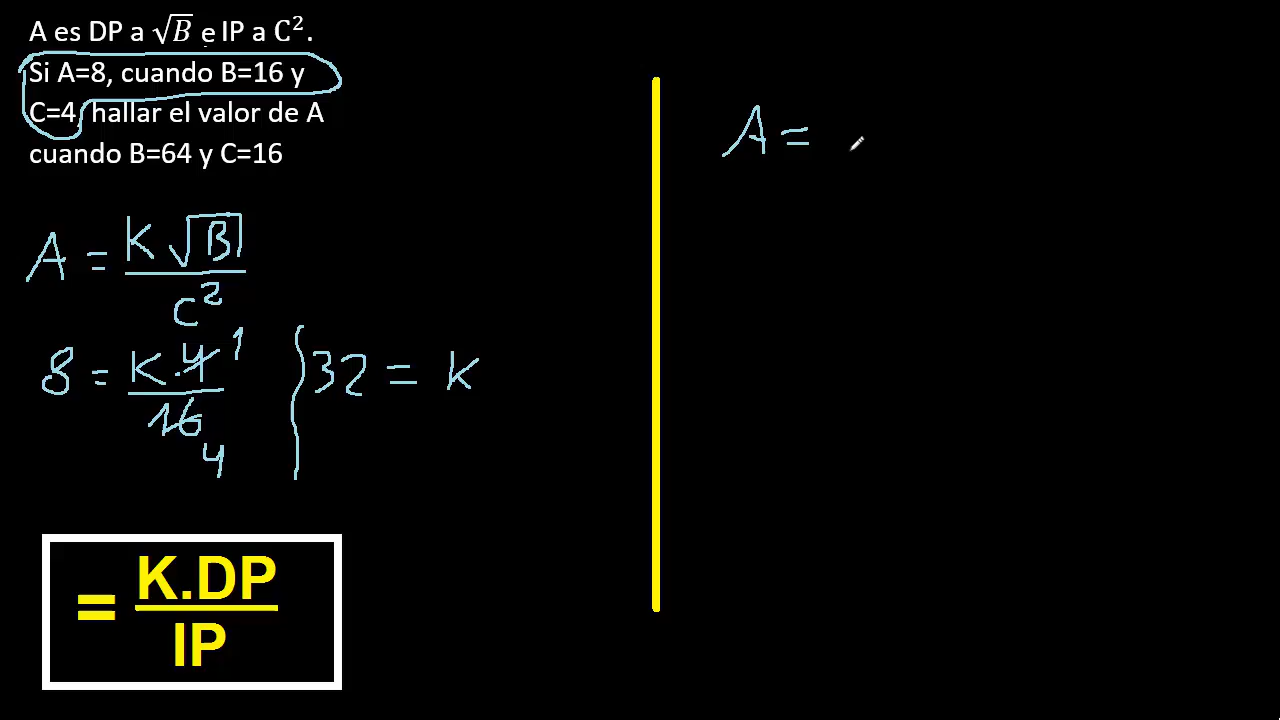 A es DP a √B e IP a C².
Si A=8, cuando B=16 y
C=4, hallar el valor de A
cuando B=64 y C=16
A = K √B
C²
8 = K . 4 1
16
4
32 = K
= K.DP
IP
A =